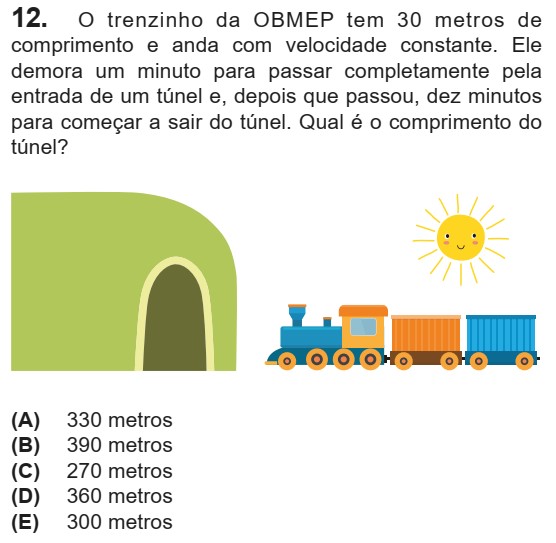 12. O trenzinho da OBMEP tem 30 metros de
comprimento e anda com velocidade constante. Ele
demora um minuto para passar completamente pela
entrada de um túnel e, depois que passou, dez minutos
para começar a sair do túnel. Qual é o comprimento do
túnel?
(A) 330 metros
(B) 390 metros
(C) 270 metros
(D) 360 metros
(E) 300 metros